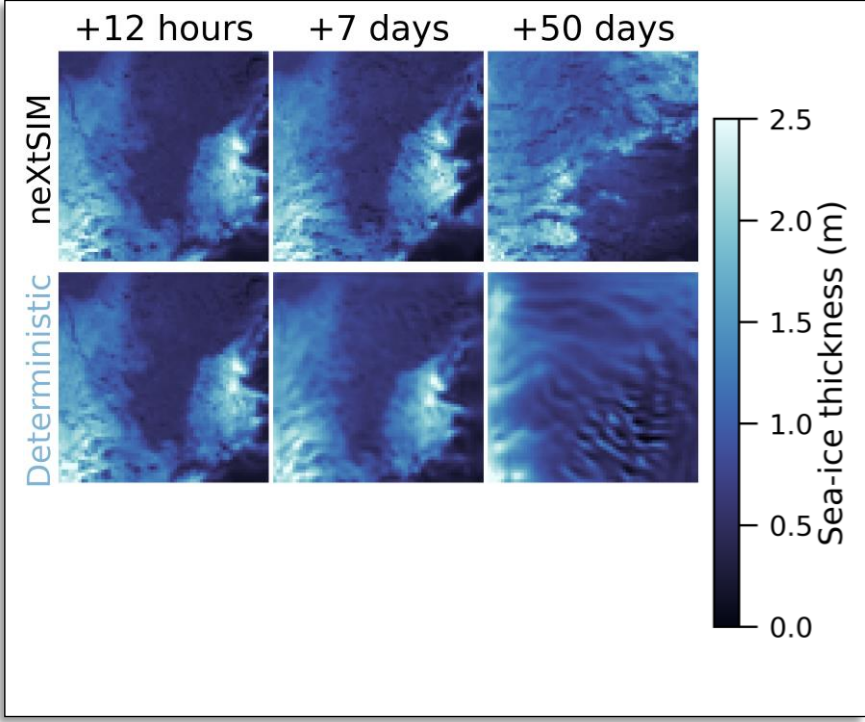 +12 hours
+7 days
+50 days
neXtSIM
Deterministic
2.5
2.0
1.5
1.0
0.5
0.0
Sea-ice thickness (m)